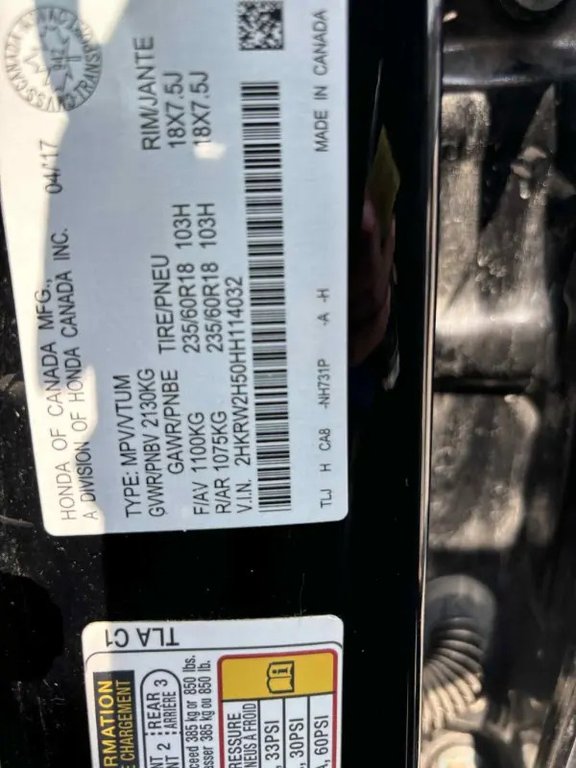 HONDA OF CANADA MFG., 04/17
A DIVISION OF HONDA CANADA INC.
TYPE: MPV/VTUM
GVWR/PNBV 2130KG
GAWR/PNBE TIRE/PNEU RIM/JANTE
F/AV 1100KG 235/60R18 103H 18X7.5J
R/AR 1075KG 235/60R18 103H 18X7.5J
V.I.N. 2HKRW2H50HH114032
TLJ H CA8 -NH731P -A -H MADE IN CANADA
TLA C1
REAR 3
2 ARRIÈRE 3
385 kg or 850 lbs.
385 kg ou 850 lb.
33PSI
30PSI
60PSI